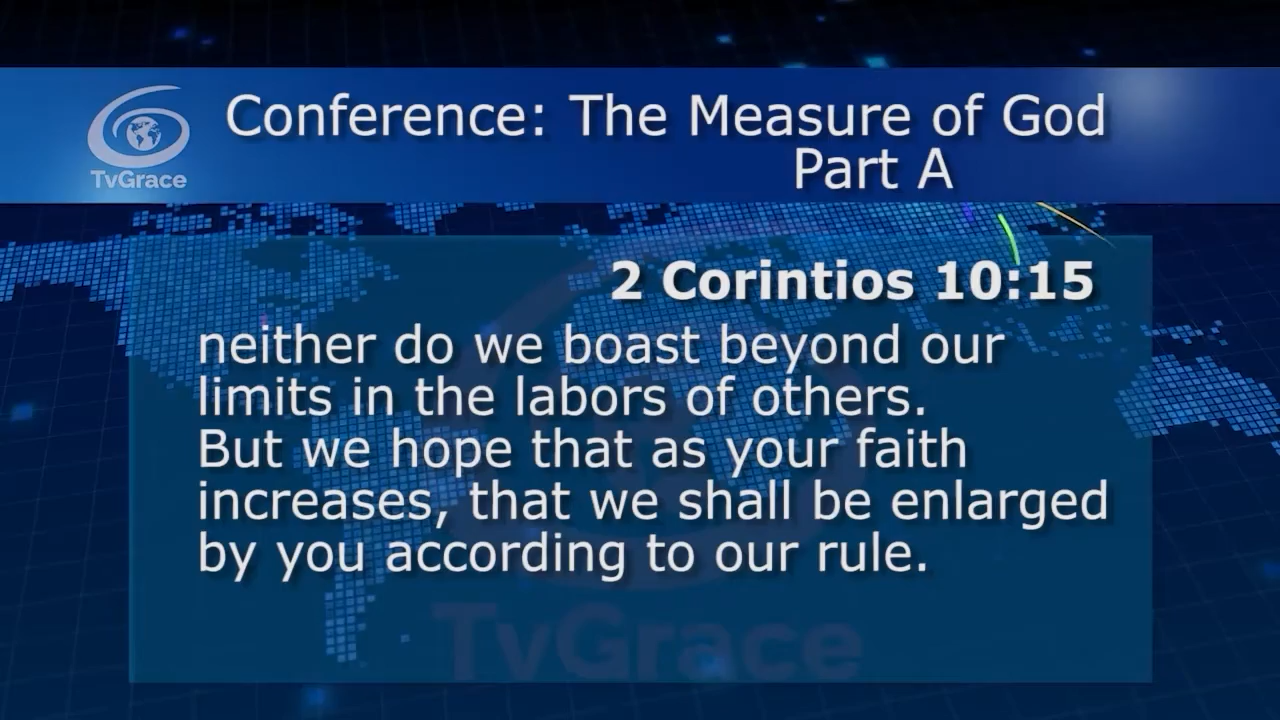 Conference: The Measure of God
Part A
TvGrace
2 Corintios 10:15
neither do we boast beyond our
limits in the labors of others.
But we hope that as your faith
increases, that we shall be enlarged
by you according to our rule.
TvGrace